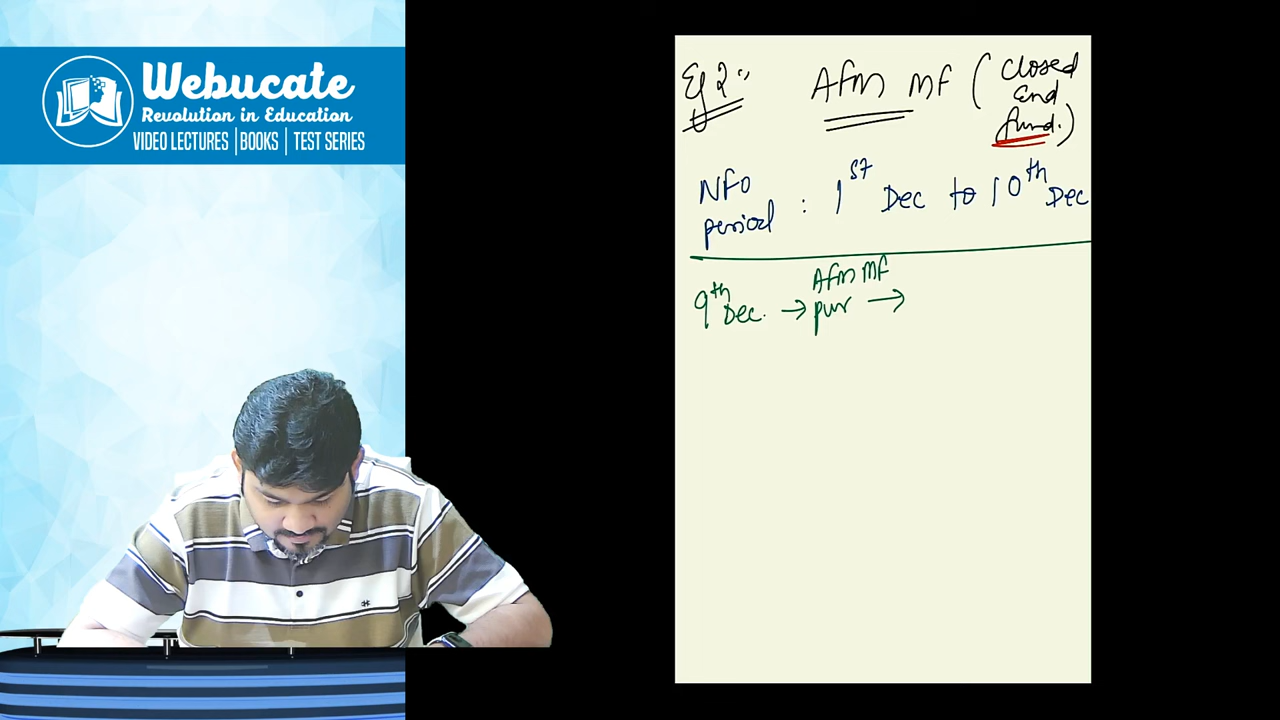 Webucate
Revolution in Education
VIDEO LECTURES | BOOKS | TEST SERIES
Eg 2:- AFM MF (Closed
End
fund.)
NFO
period : 1st Dec to 10th Dec
AFM MF
9th Dec. → pur →